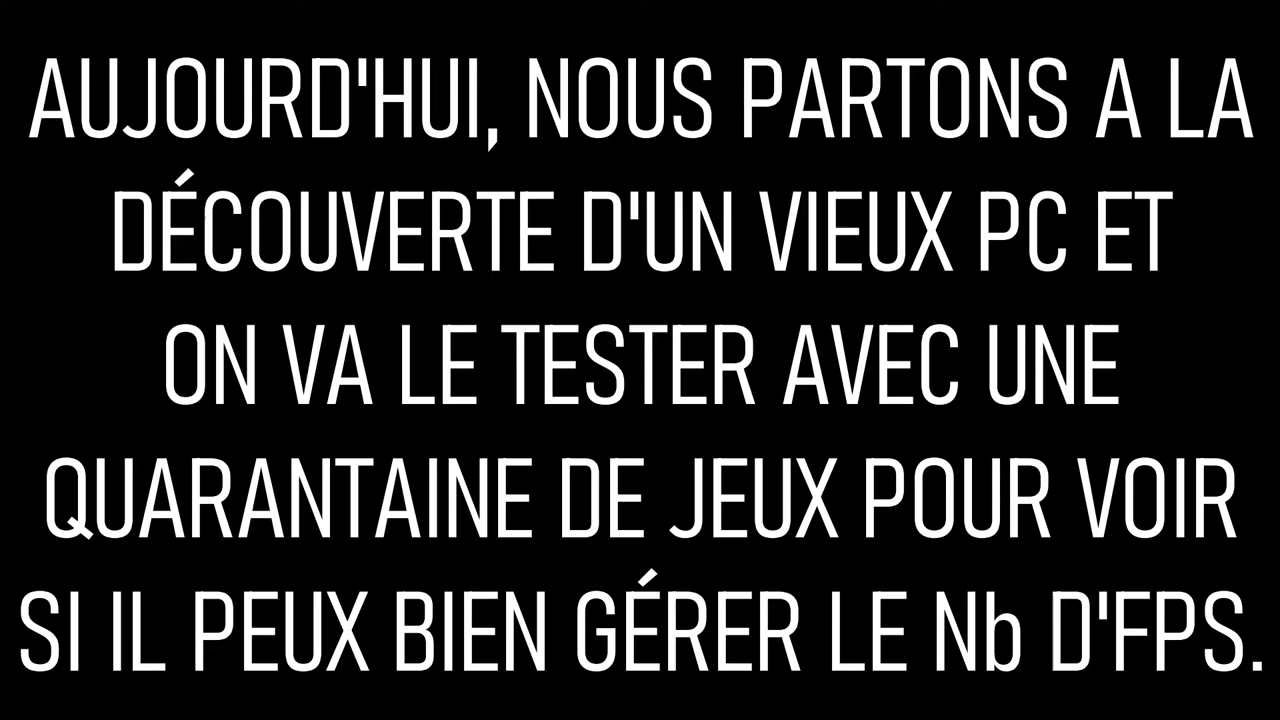 AUJOURD'HUI, NOUS PARTONS A LA
DÉCOUVERTE D'UN VIEUX PC ET
ON VA LE TESTER AVEC UNE
QUARANTAINE DE JEUX POUR VOIR
SI IL PEUX BIEN GÉRER LE Nb D'FPS.